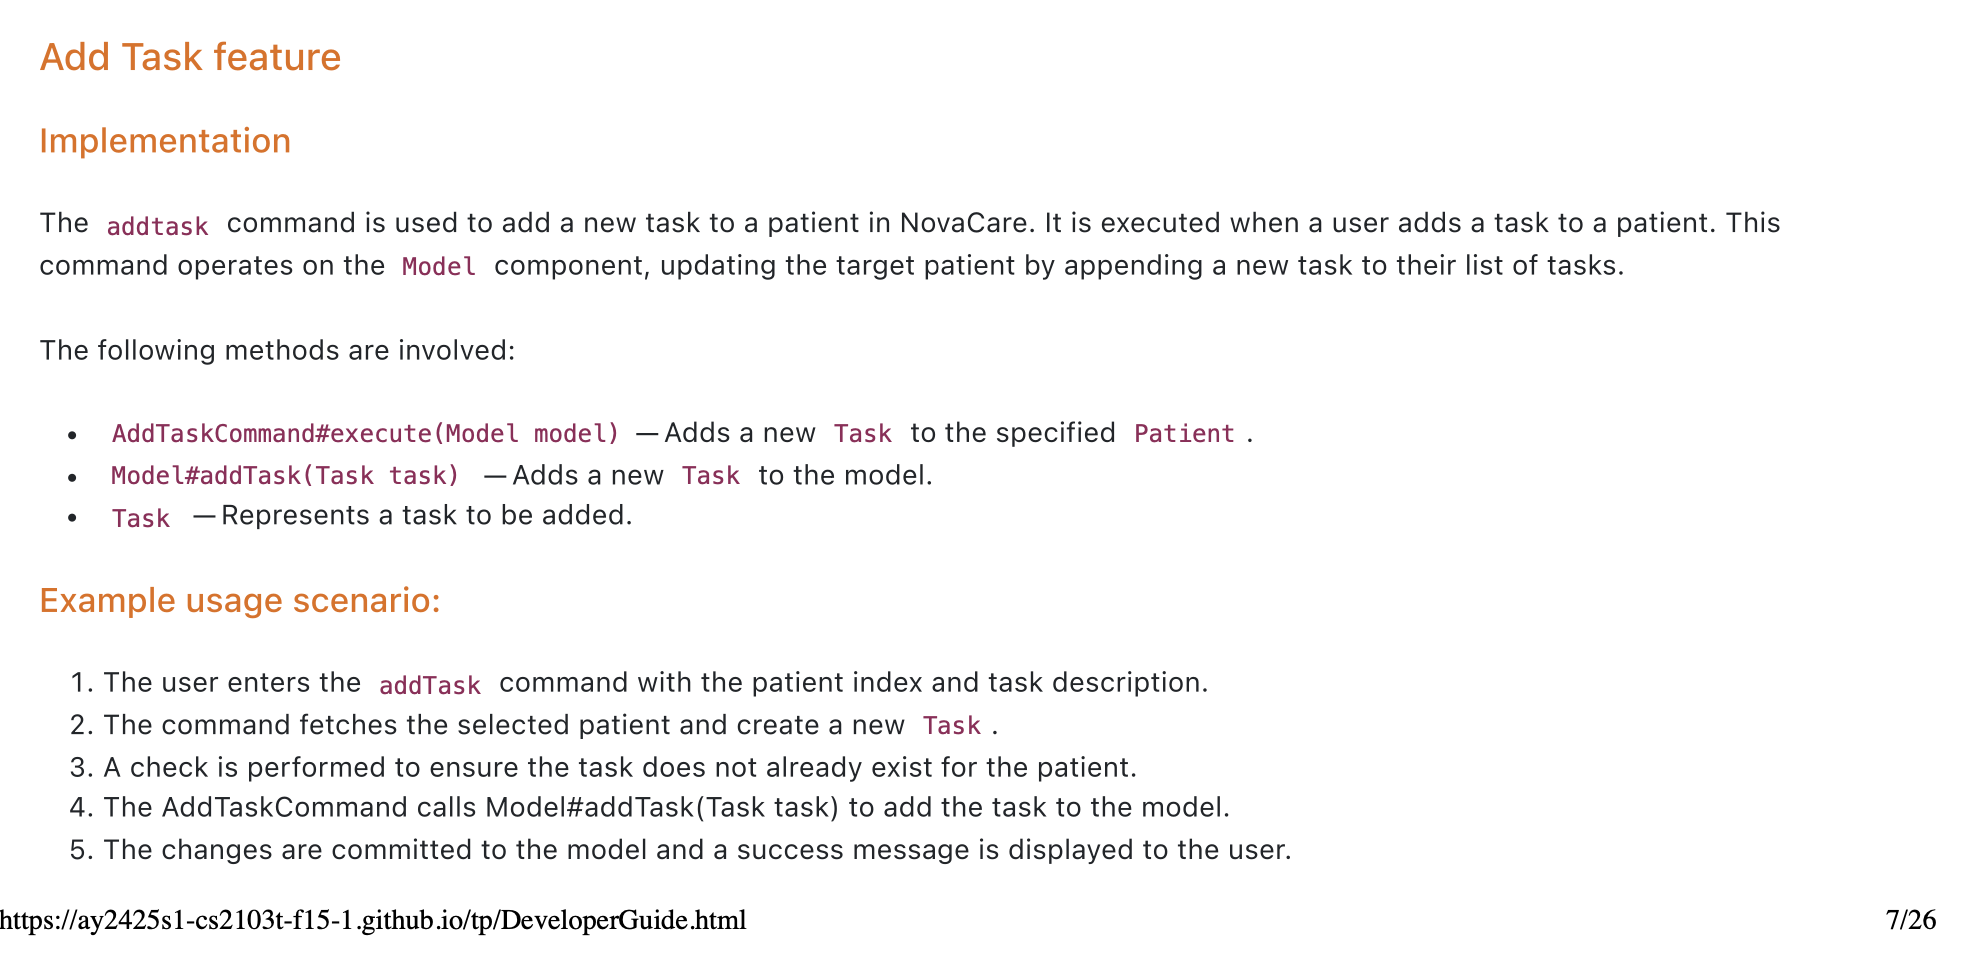 Add Task feature
Implementation
The addtask command is used to add a new task to a patient in NovaCare. It is executed when a user adds a task to a patient. This
command operates on the Model component, updating the target patient by appending a new task to their list of tasks.
The following methods are involved:
• AddTaskCommand#execute(Model model) — Adds a new Task to the specified Patient .
• Model#addTask(Task task) — Adds a new Task to the model.
• Task — Represents a task to be added.
Example usage scenario:
1. The user enters the addTask command with the patient index and task description.
2. The command fetches the selected patient and create a new Task .
3. A check is performed to ensure the task does not already exist for the patient.
4. The AddTaskCommand calls Model#addTask(Task task) to add the task to the model.
5. The changes are committed to the model and a success message is displayed to the user.
https://ay2425s1-cs2103t-f15-1.github.io/tp/DeveloperGuide.html 7/26